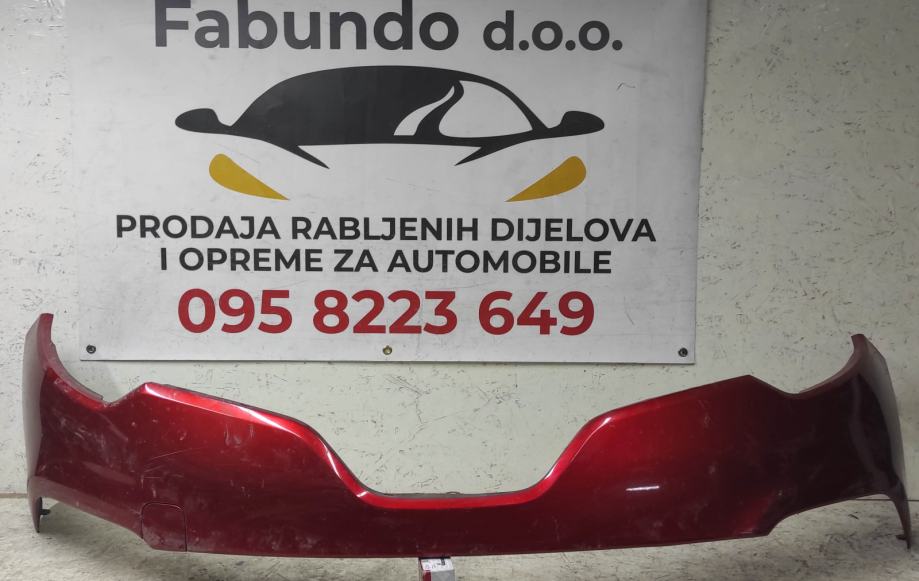 Fabundo d.o.o.
PRODAJA RABLJENIH DIJELOVA
I OPREME ZA AUTOMOBILE
095 8223 649